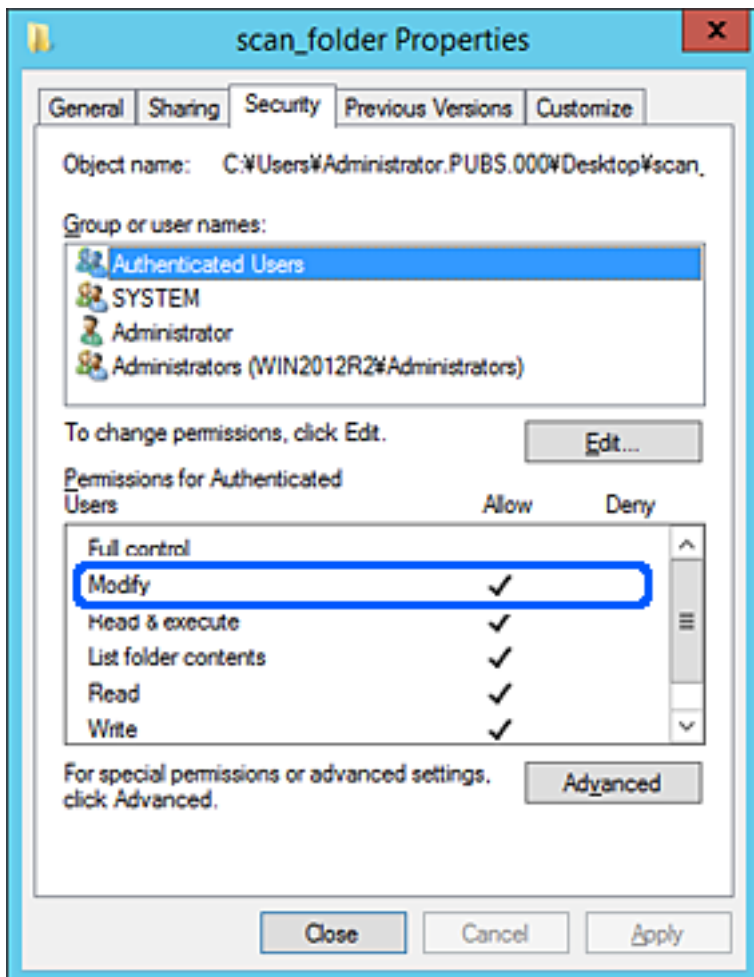 scan_folder Properties
General Sharing Security Previous Versions Customize
Object name: C:¥Users¥Administrator.PUBS.000¥Desktop¥scan_
Group or user names:
Authenticated Users
SYSTEM
Administrator
Administrators (WIN2012R2¥Administrators)
To change permissions, click Edit.
Edit...
Permissions for Authenticated
Users Allow Deny
Full control
Modify
Read & execute
List folder contents
Read
Write
For special permissions or advanced settings,
click Advanced.
Advanced
Close Cancel Apply